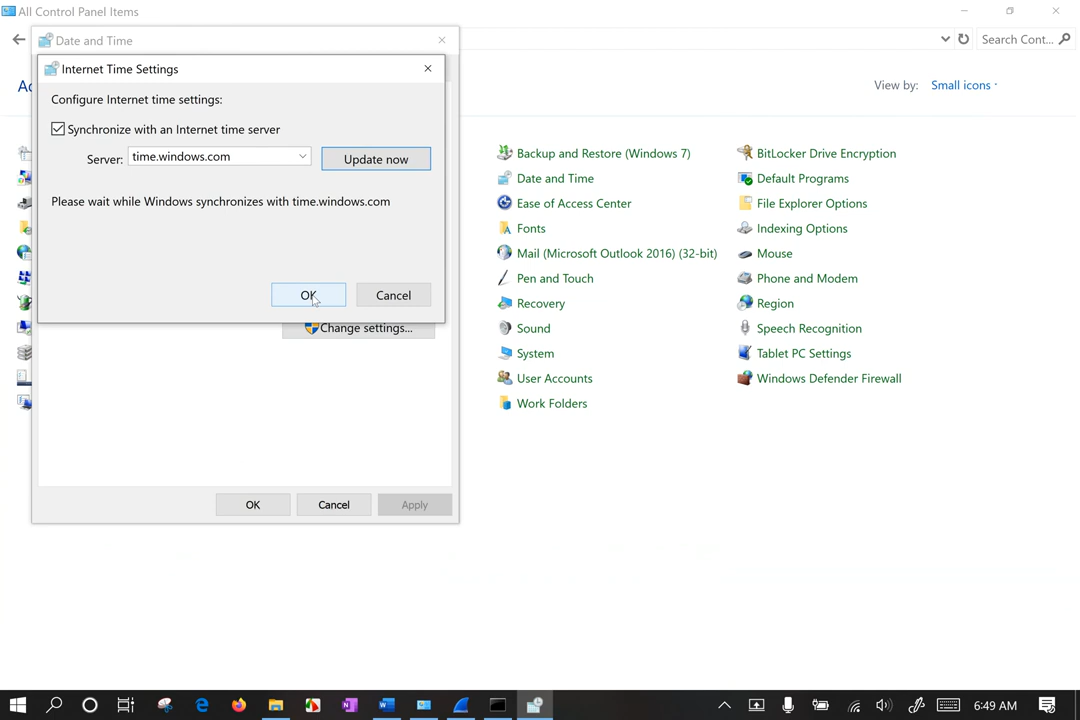 All Control Panel Items
Date and Time
Search Cont...
Internet Time Settings
View by: Small icons
Configure Internet time settings:
Synchronize with an Internet time server
Server: time.windows.com Update now
Please wait while Windows synchronizes with time.windows.com
OK Cancel
Change settings...
OK Cancel Apply
Backup and Restore (Windows 7)
Date and Time
Ease of Access Center
Fonts
Mail (Microsoft Outlook 2016) (32-bit)
Pen and Touch
Recovery
Sound
System
User Accounts
Work Folders
BitLocker Drive Encryption
Default Programs
File Explorer Options
Indexing Options
Mouse
Phone and Modem
Region
Speech Recognition
Tablet PC Settings
Windows Defender Firewall
6:49 AM